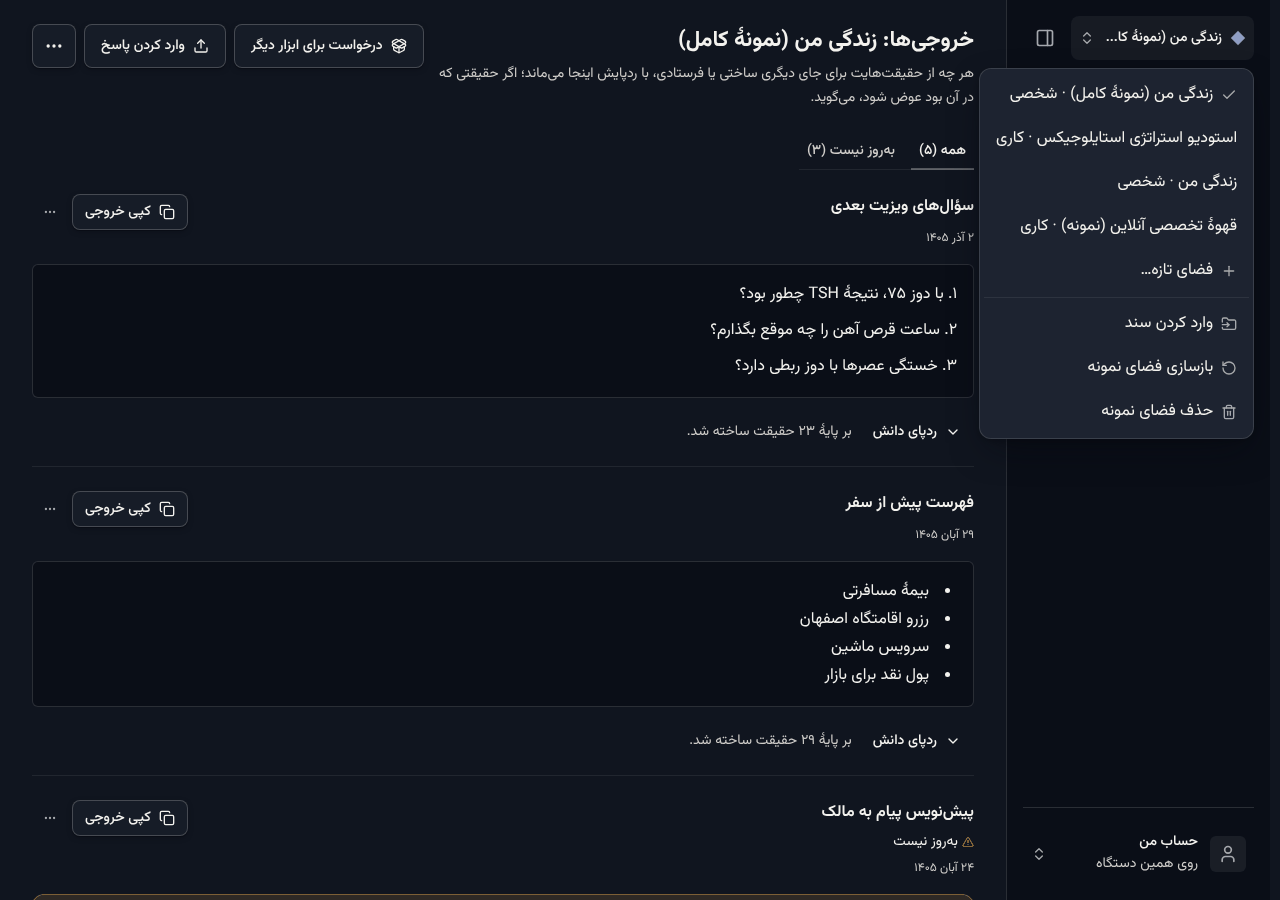 زندگی من (نمونهٔ کا...
زندگی من (نمونهٔ کامل) · شخصی
استودیو استراتژی استایلوجیکس · کاری
زندگی من · شخصی
قهوهٔ تخصصی آنلاین (نمونه) · کاری
فضای تازه...
وارد کردن سند
بازسازی فضای نمونه
حذف فضای نمونه
حساب من
روی همین دستگاه
خروجی‌ها: زندگی من (نمونهٔ کامل)
درخواست برای ابزار دیگر
وارد کردن پاسخ
هر چه از حقیقت‌هایت برای جای دیگری ساختی یا فرستادی، با ردپایش اینجا می‌ماند؛ اگر حقیقتی که
در آن بود عوض شود، می‌گوید.
همه (۵)
به‌روز نیست (۳)
سؤال‌های ویزیت بعدی
کپی خروجی
۲ آذر ۱۴۰۵
۱. با دوز ۷۵، نتیجهٔ TSH چطور بود؟
۲. ساعت قرص آهن را چه موقع بگذارم؟
۳. خستگی عصرها با دوز ربطی دارد؟
ردپای دانش
بر پایهٔ ۲۳ حقیقت ساخته شد.
فهرست پیش از سفر
کپی خروجی
۲۹ آبان ۱۴۰۵
• بیمهٔ مسافرتی
• رزرو اقامتگاه اصفهان
• سرویس ماشین
• پول نقد برای بازار
ردپای دانش
بر پایهٔ ۲۹ حقیقت ساخته شد.
پیش‌نویس پیام به مالک
کپی خروجی
به‌روز نیست
۲۴ آبان ۱۴۰۵